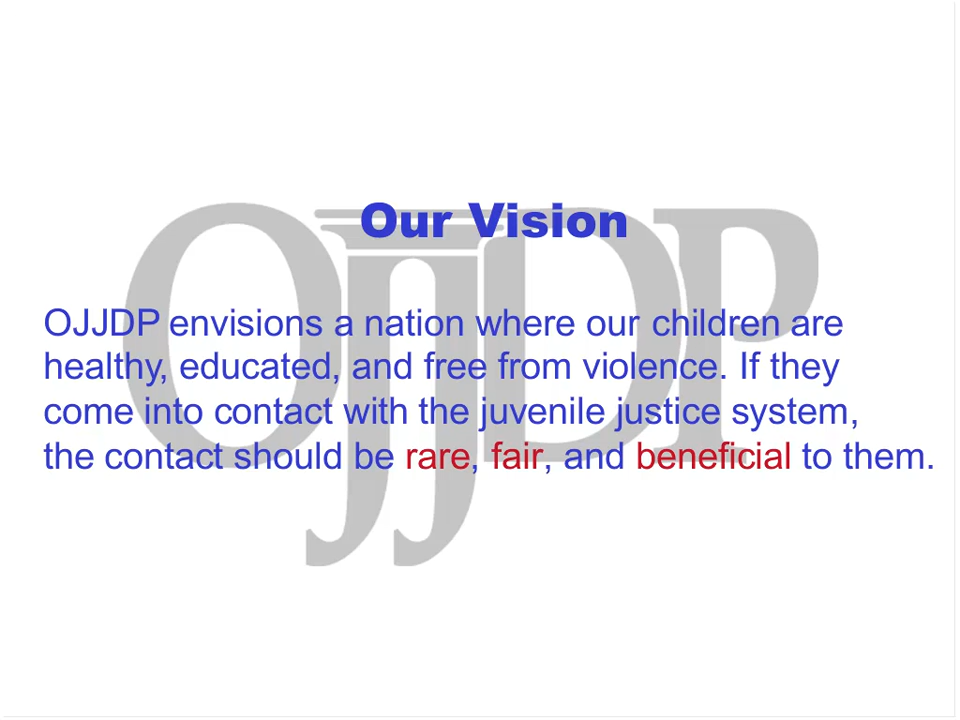 Our Vision
OJJDP
OJJDP envisions a nation where our children are
healthy, educated, and free from violence. If they
come into contact with the juvenile justice system,
the contact should be rare, fair, and beneficial to them.